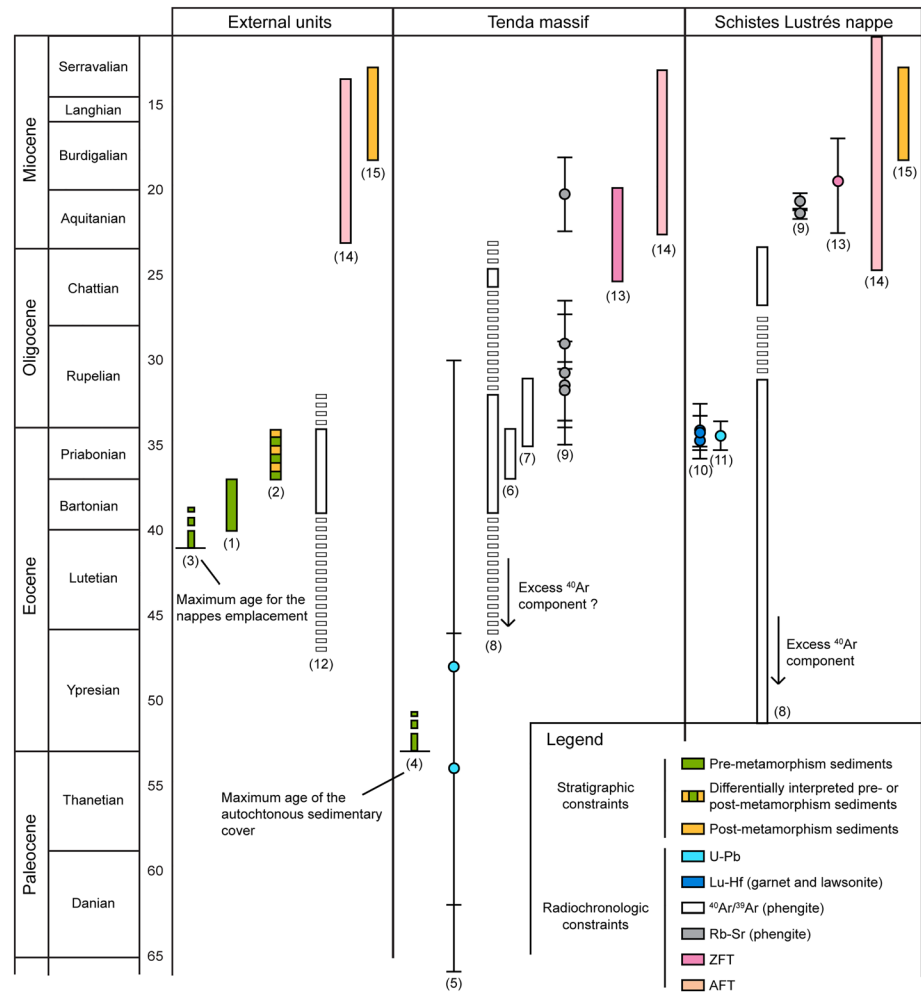 External units
Tenda massif
Schistes Lustrés nappe
Miocene
Serravalian
Langhian
Burdigalian
Aquitanian
Oligocene
Chattian
Rupelian
Eocene
Priabonian
Bartonian
Lutetian
Ypresian
Paleocene
Thanetian
Danian
15
20
25
30
35
40
45
50
55
60
65
(14)
(15)
(2)
(1)
(3)
(12)
Maximum age for the
nappes emplacement
(14)
(13)
(9)
(7)
(6)
(8)
(4)
(5)
Excess ⁴⁰Ar
component ?
Maximum age of the
autochtonous sedimentary
cover
(15)
(9)
(13)
(14)
(10)
(11)
(8)
Excess ⁴⁰Ar
component
Legend
Stratigraphic
constraints
Pre-metamorphism sediments
Differentially interpreted pre- or
post-metamorphism sediments
Post-metamorphism sediments
Radiochronologic
constraints
U-Pb
Lu-Hf (garnet and lawsonite)
⁴⁰Ar/³⁹Ar (phengite)
Rb-Sr (phengite)
ZFT
AFT